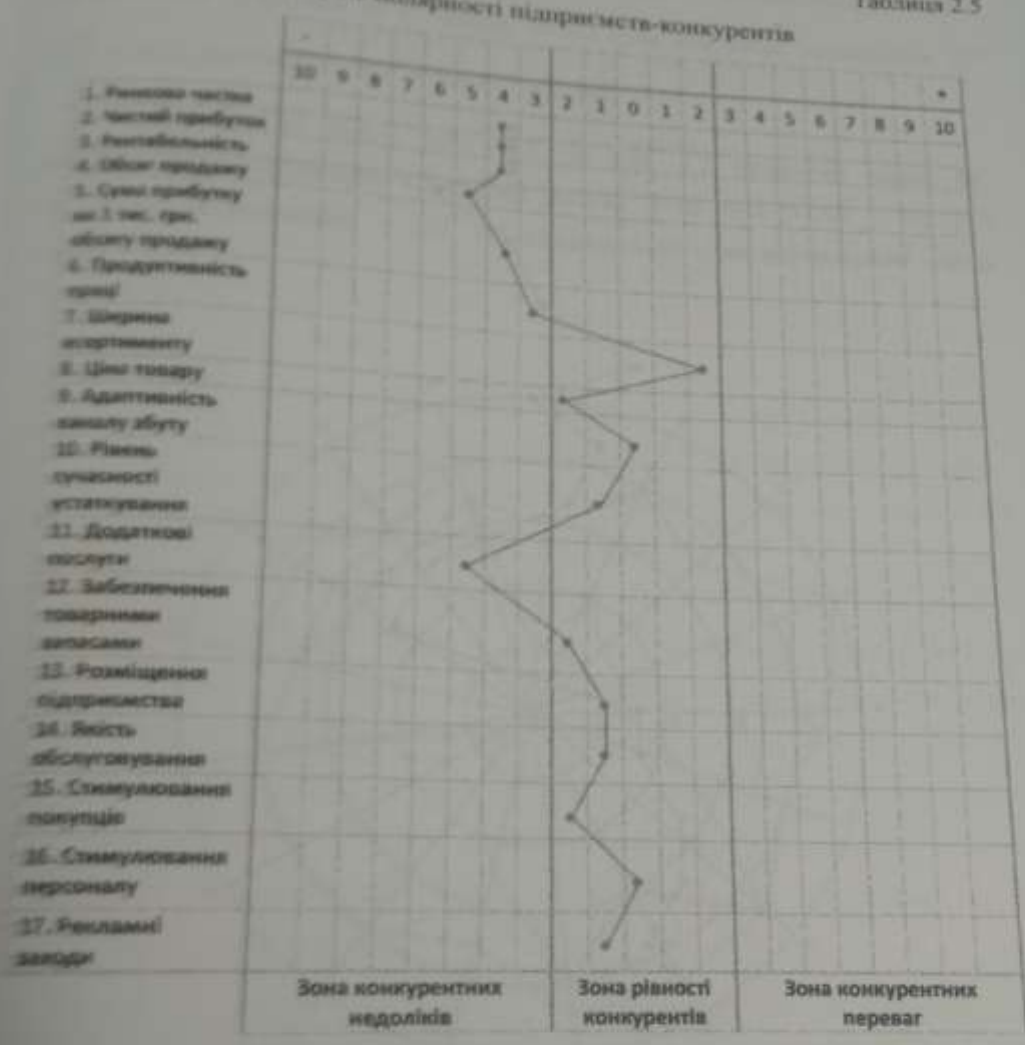 Таблиця 2.5
підприємств-конкурентів
-
+
10 9 8 7 6 5 4 3 2 1 0 1 2 3 4 5 6 7 8 9 10
1. Ринкова частка
2. Чистий прибуток
3. Рентабельність
4. Обсяг продажу
5. Сума прибутку
на 1 тис. грн.
обсягу продажу
6. Продуктивність
праці
7. Ширина
асортименту
8. Ціна товару
9. Адаптивність
каналу збуту
10. Рівень
сучасності
устаткування
11. Додаткові
послуги
12. Забезпечення
товарними
запасами
13. Розміщення
підприємства
14. Якість
обслуговування
15. Стимулювання
покупців
16. Стимулювання
персоналу
17. Рекламні
заходи
Зона конкурентних
недоліків
Зона рівності
конкурентів
Зона конкурентних
переваг